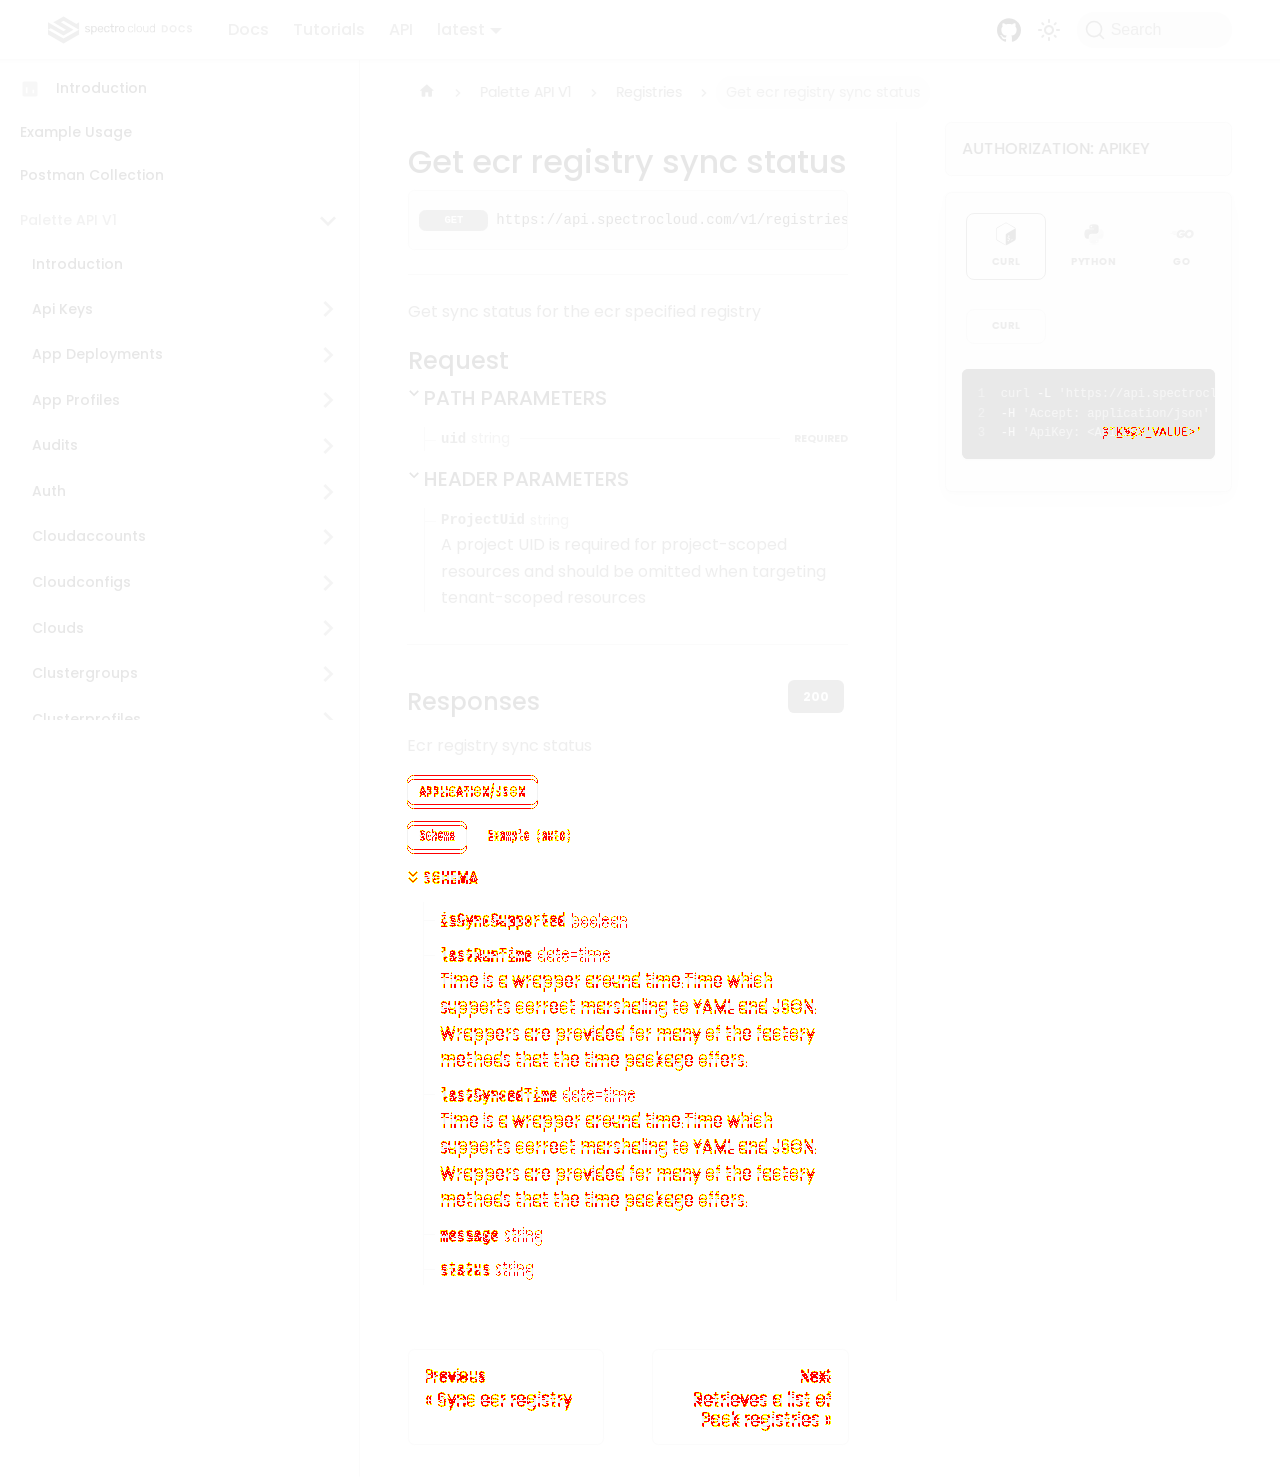 spectro cloud DOCS
Docs
Tutorials
API
latest
Search
Introduction
Example Usage
Postman Collection
Palette API V1
Introduction
Api Keys
App Deployments
App Profiles
Audits
Auth
Cloudaccounts
Cloudconfigs
Clouds
Clustergroups
Clusterprofiles
Palette API V1 › Registries › Get ecr registry sync status
Get ecr registry sync status
GET https://api.spectrocloud.com/v1/registries
Get sync status for the ecr specified registry
Request
PATH PARAMETERS
uid string REQUIRED
HEADER PARAMETERS
ProjectUid string
A project UID is required for project-scoped
resources and should be omitted when targeting
tenant-scoped resources
Responses
200
Ecr registry sync status
APPLICATION/JSON
Schema
Example (auto)
SCHEMA
isSyncSupported boolean
lastRunTime date-time
Time is a wrapper around time.Time which
supports correct marshaling to YAML and JSON.
Wrappers are provided for many of the factory
methods that the time package offers.
lastSyncedTime date-time
Time is a wrapper around time.Time which
supports correct marshaling to YAML and JSON.
Wrappers are provided for many of the factory
methods that the time package offers.
message string
status string
Previous
« Sync ecr registry
Next
Retrieves a list of
Pack registries »
AUTHORIZATION: APIKEY
CURL
PYTHON
GO
GO
CURL
1 curl -L 'https://api.spectrocl
2 -H 'Accept: application/json'
3 -H 'ApiKey: